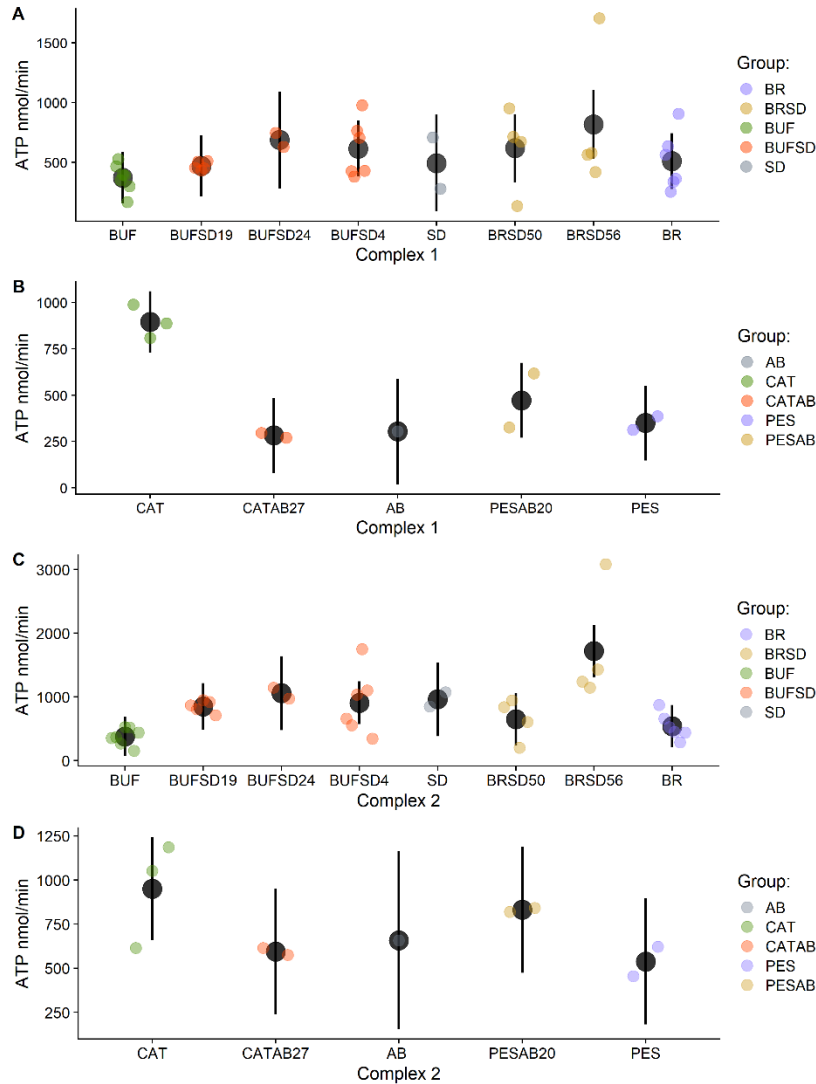 A
ATP nmol/min
1500
1000
500
BUF BUFSD19 BUFSD24 BUFSD4 SD BRSD50 BRSD56 BR
Complex 1
Group:
BR
BRSD
BUF
BUFSD
SD
B
ATP nmol/min
1000
750
500
250
0
CAT CATAB27 AB PESAB20 PES
Complex 1
Group:
AB
CAT
CATAB
PES
PESAB
C
ATP nmol/min
3000
2000
1000
0
BUF BUFSD19 BUFSD24 BUFSD4 SD BRSD50 BRSD56 BR
Complex 2
Group:
BR
BRSD
BUF
BUFSD
SD
D
ATP nmol/min
1250
1000
750
500
250
CAT CATAB27 AB PESAB20 PES
Complex 2
Group:
AB
CAT
CATAB
PES
PESAB